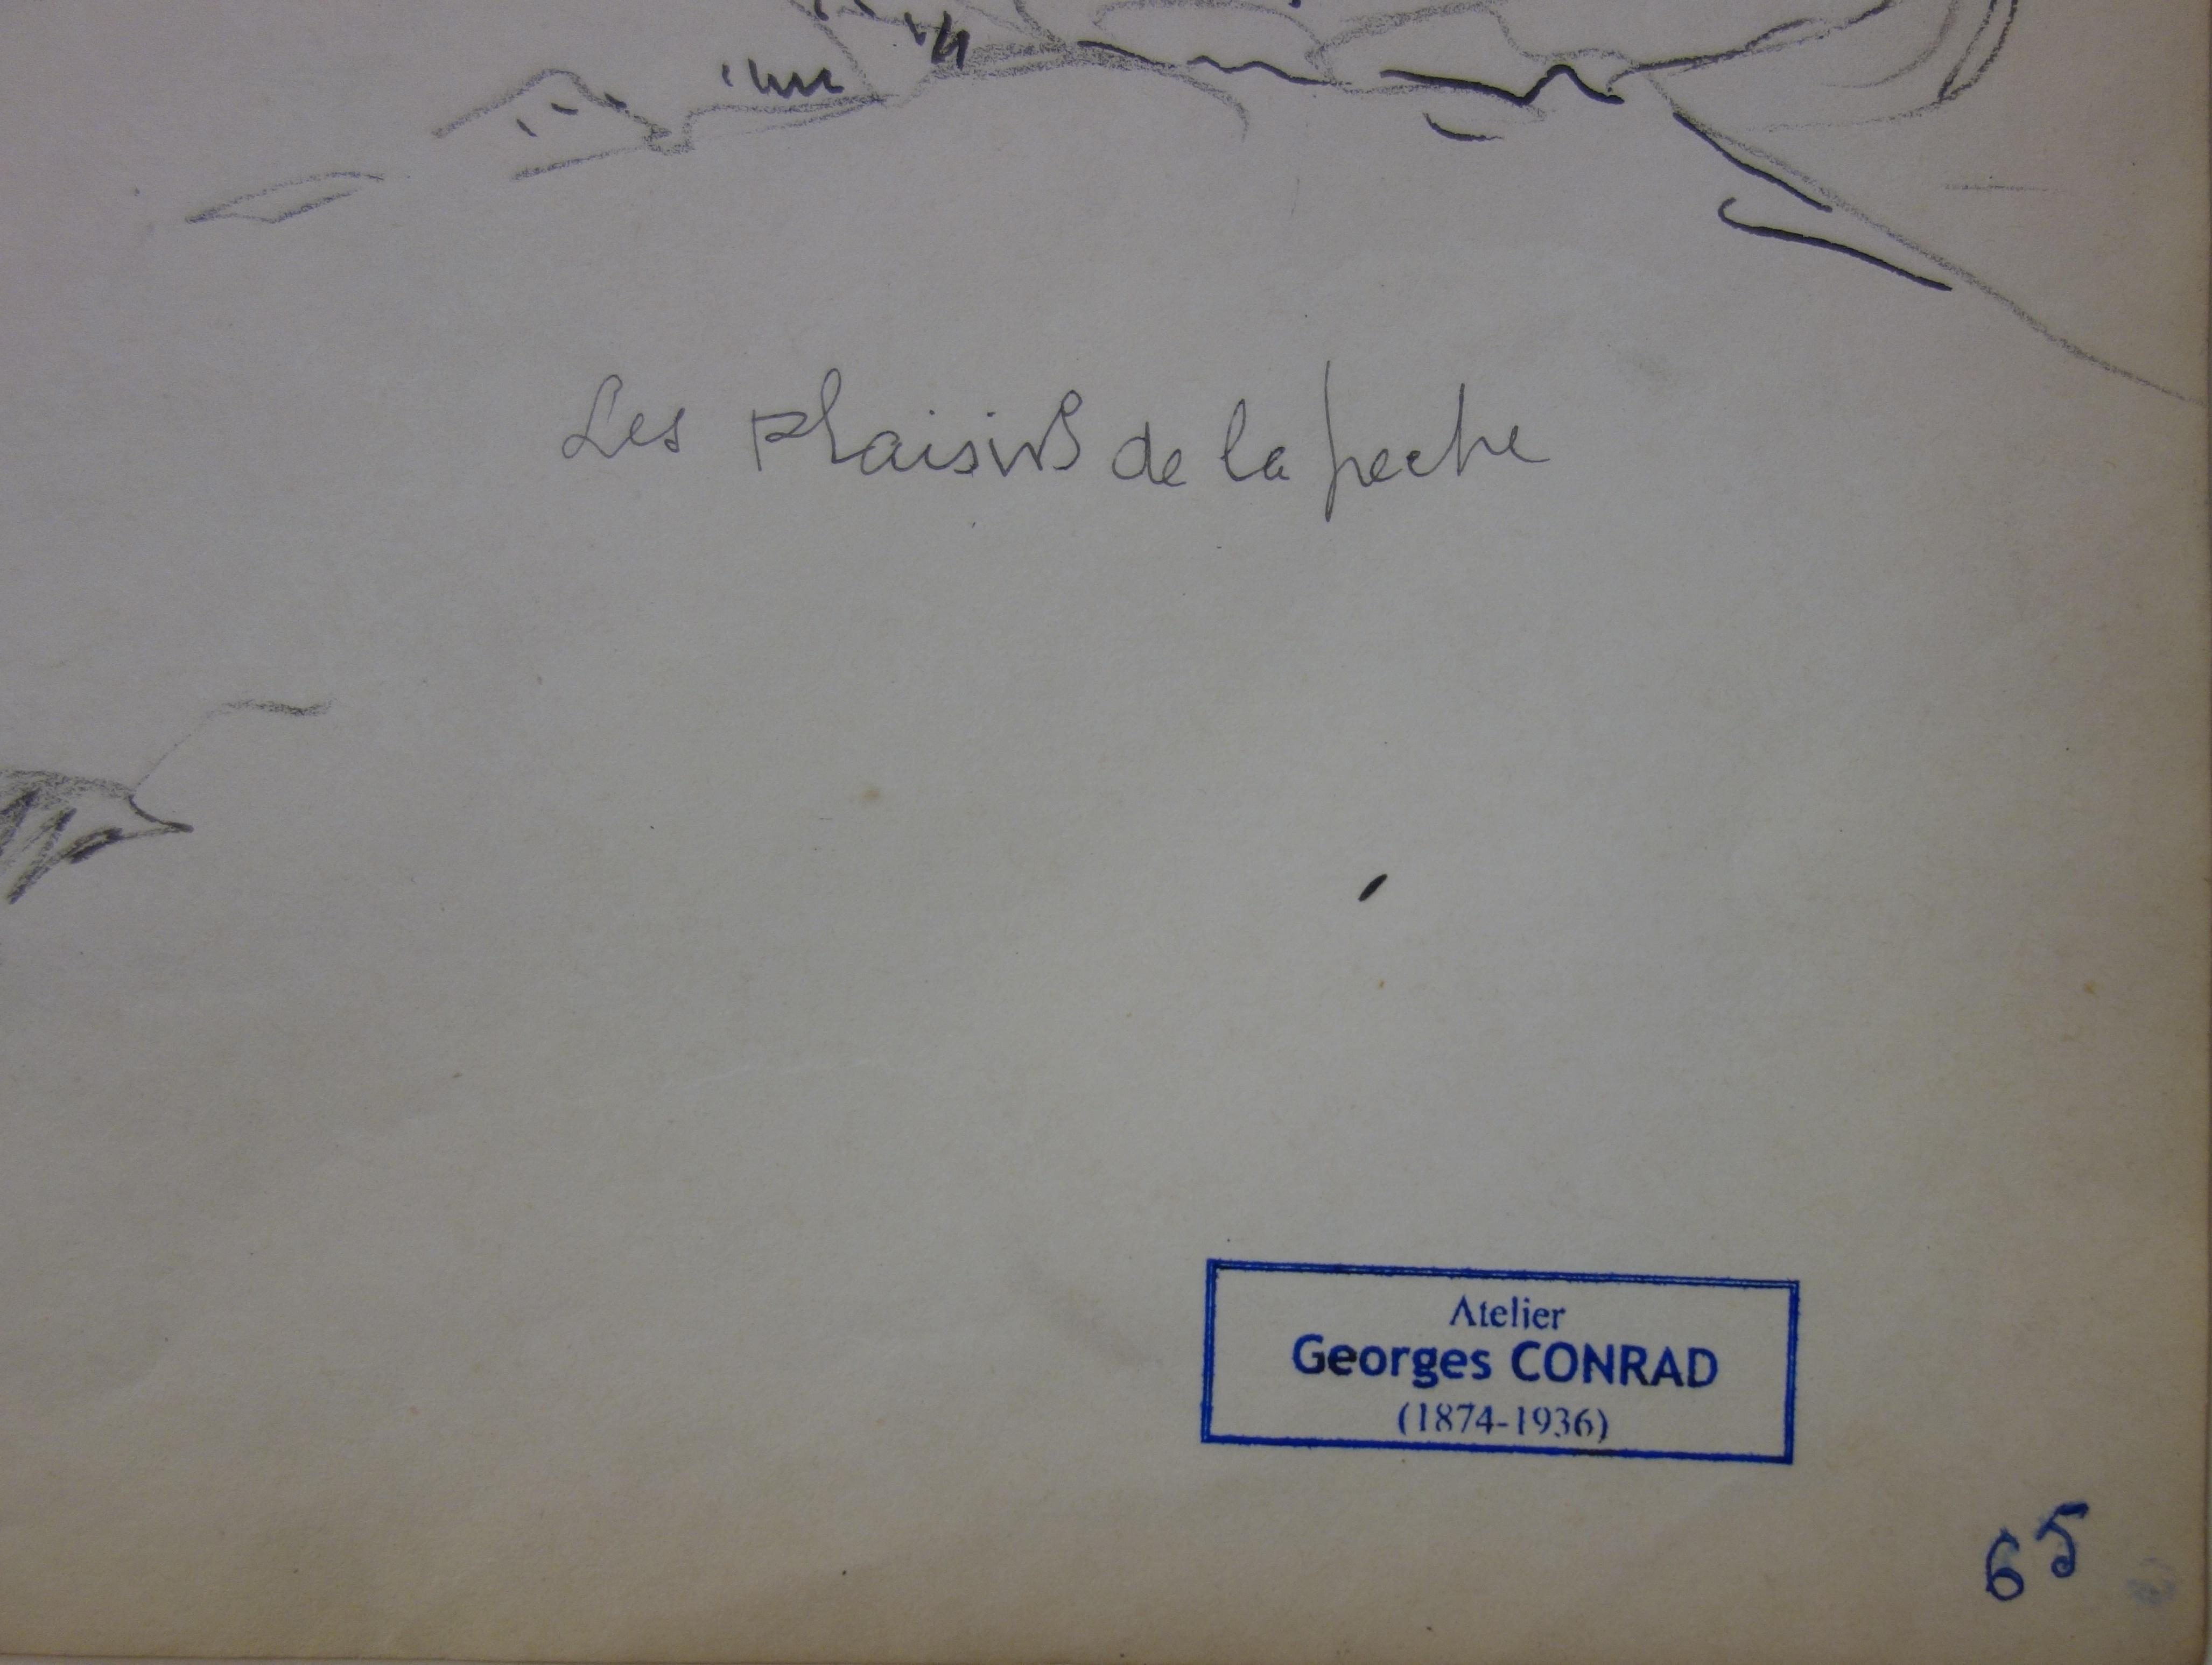 Les Plaisirs de la peche
Atelier
Georges CONRAD
(1874-1936)
65